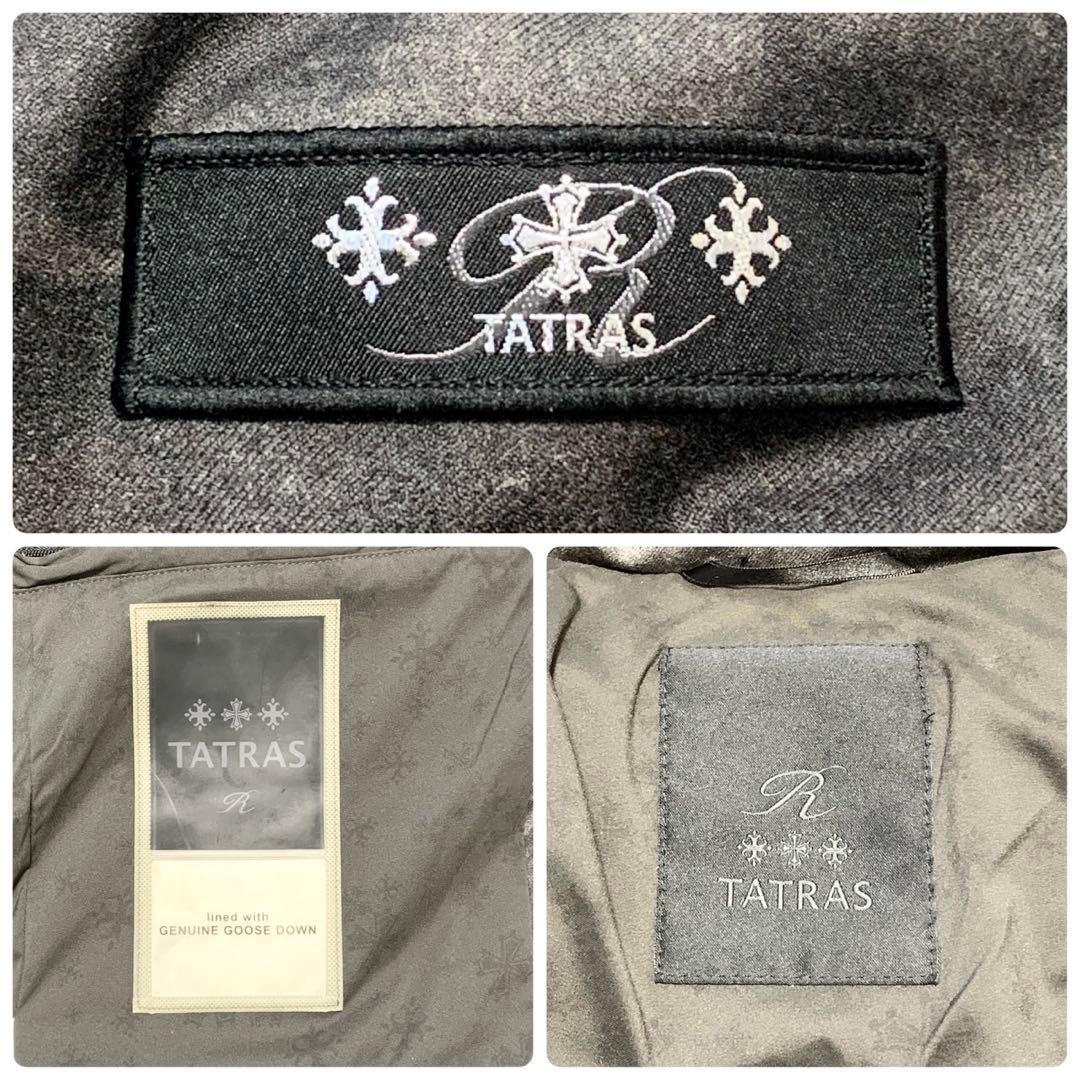 R
TATRAS
TATRAS
R
lined with
GENUINE GOOSE DOWN
R
TATRAS